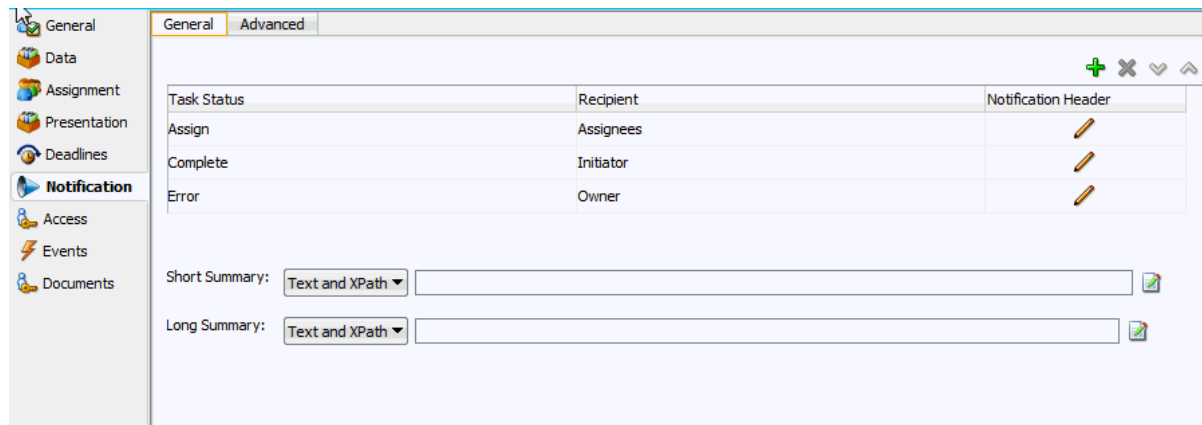 General
Data
Assignment
Presentation
Deadlines
Notification
Access
Events
Documents
General Advanced
Task Status Recipient Notification Header
Assign Assignees
Complete Initiator
Error Owner
Short Summary: Text and XPath
Long Summary: Text and XPath